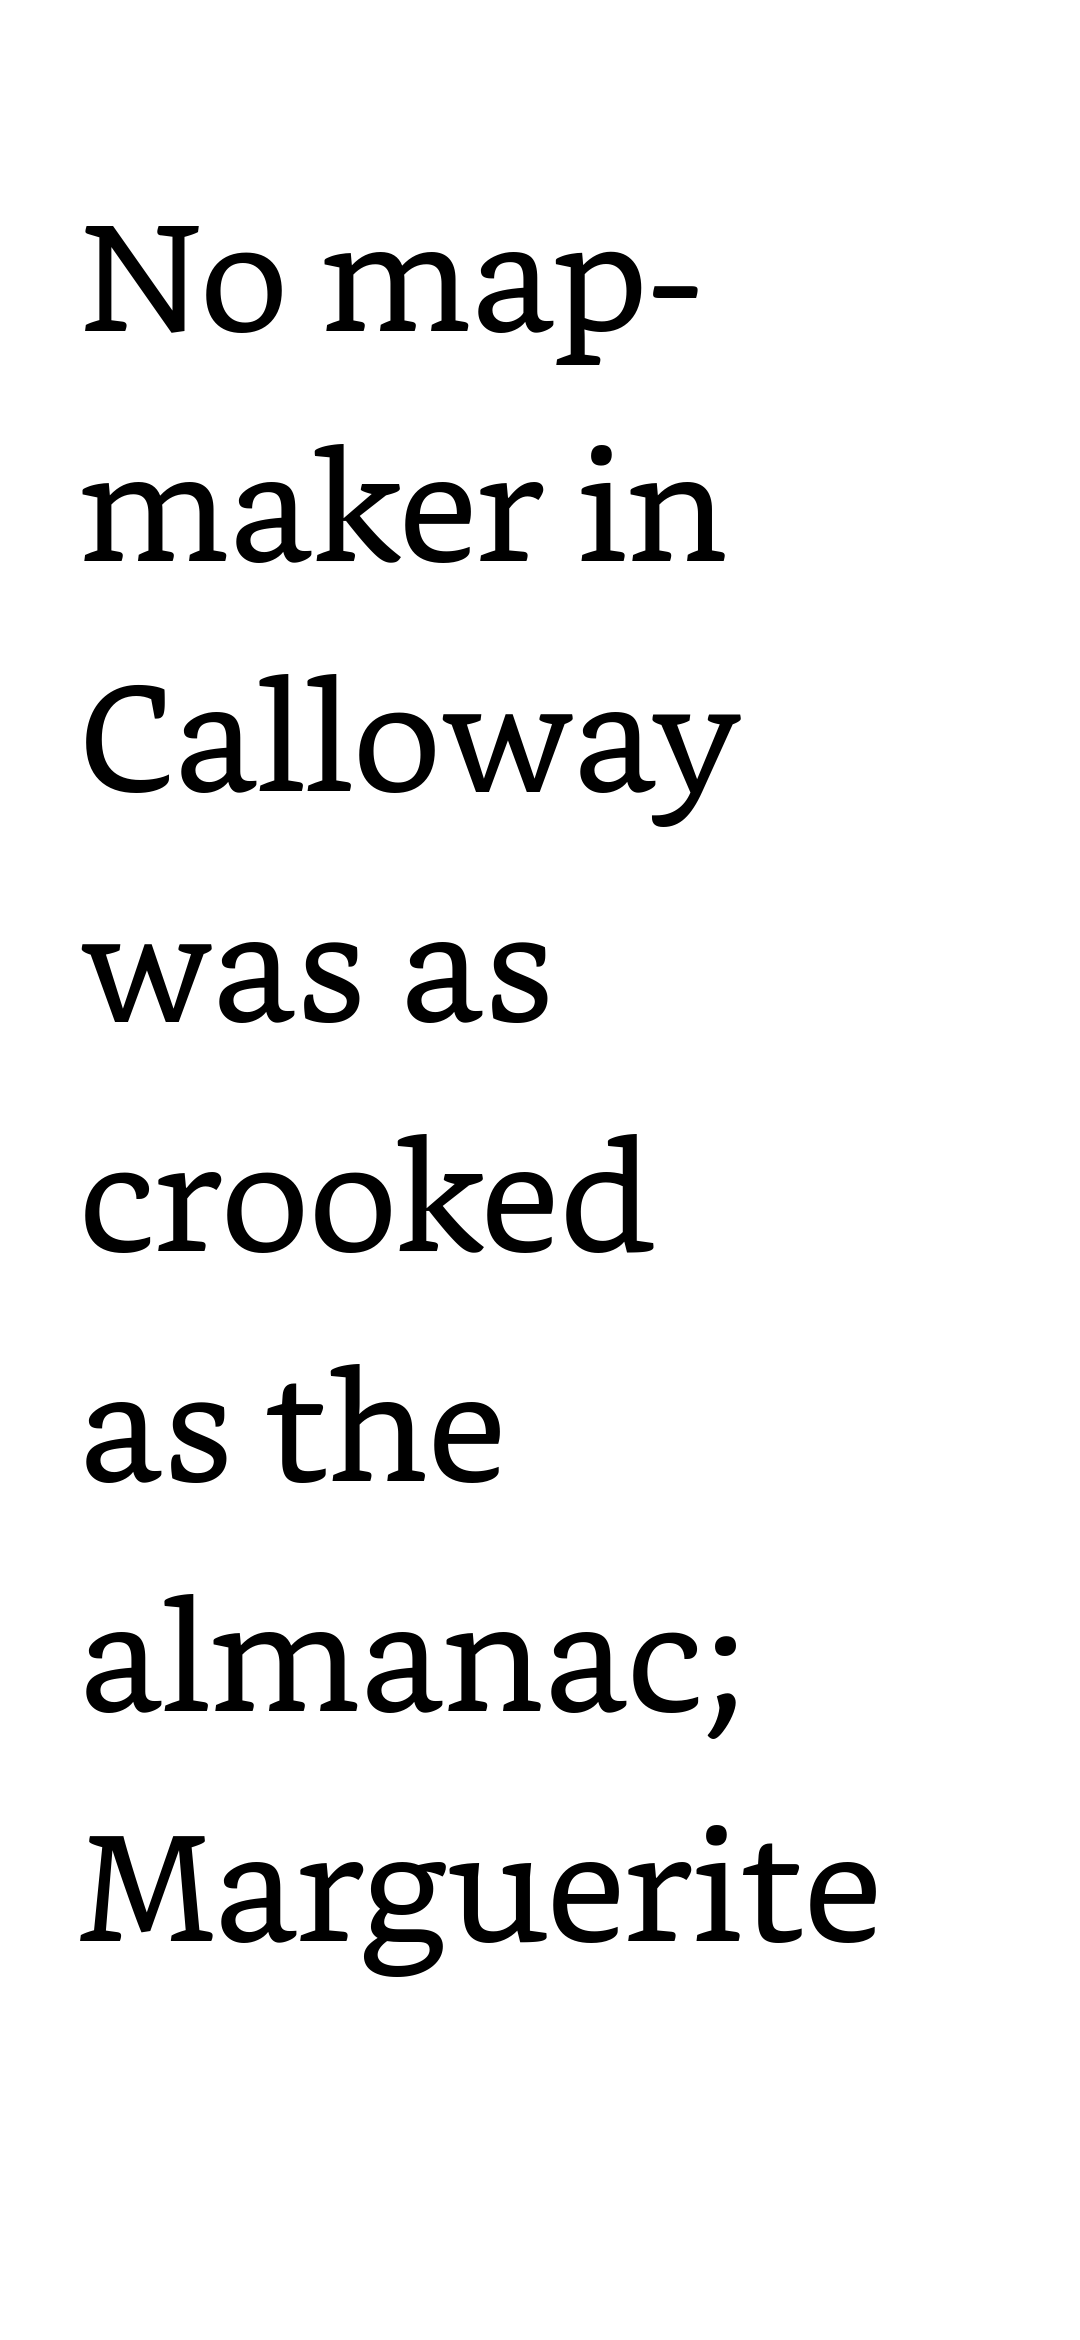 No map-
maker in
Calloway
was as
crooked
as the
almanac;
Marguerite